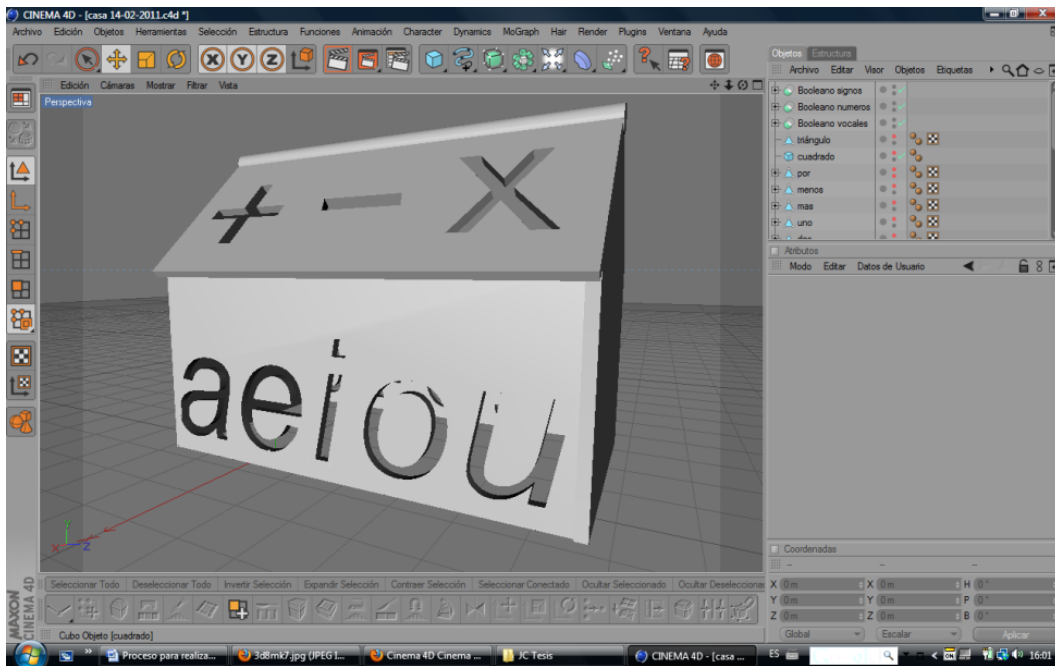 CINEMA 4D - [casa 14-02-2011.c4d *]
Archivo Edición Objetos Herramientas Selección Estructura Funciones Animación Character Dynamics MoGraph Hair Render Plugins Ventana Ayuda
X Y Z
Objetos Estructura
Archivo Editar Visor Objetos Etiquetas
Edición Cámaras Mostrar Filtrar Vista
Perspectiva
Booleano signos
Booleano numeros
Booleano vocales
triángulo
cuadrado
por
menos
mas
uno
dos
+ - X
aeiou
Atributos
Modo Editar Datos de Usuario
Y
X Z
Coordenadas
Seleccionar Todo Deseleccionar Todo Invertir Selección Expandir Selección Contraer Selección Seleccionar Conectado Ocultar Seleccionado Ocultar Deselecciona
X 0 m X 0 m H 0 °
Y 0 m Y 0 m P 0 °
Z 0 m Z 0 m B 0 °
Global Escalar Aplicar
MAXON
CINEMA 4D
Cubo Objeto [cuadrado]
Proceso para realiza... 3d8mk7.jpg (JPEG I... Cinema 4D Cinema ... JC Tesis CINEMA 4D - [casa ... ES 16:01